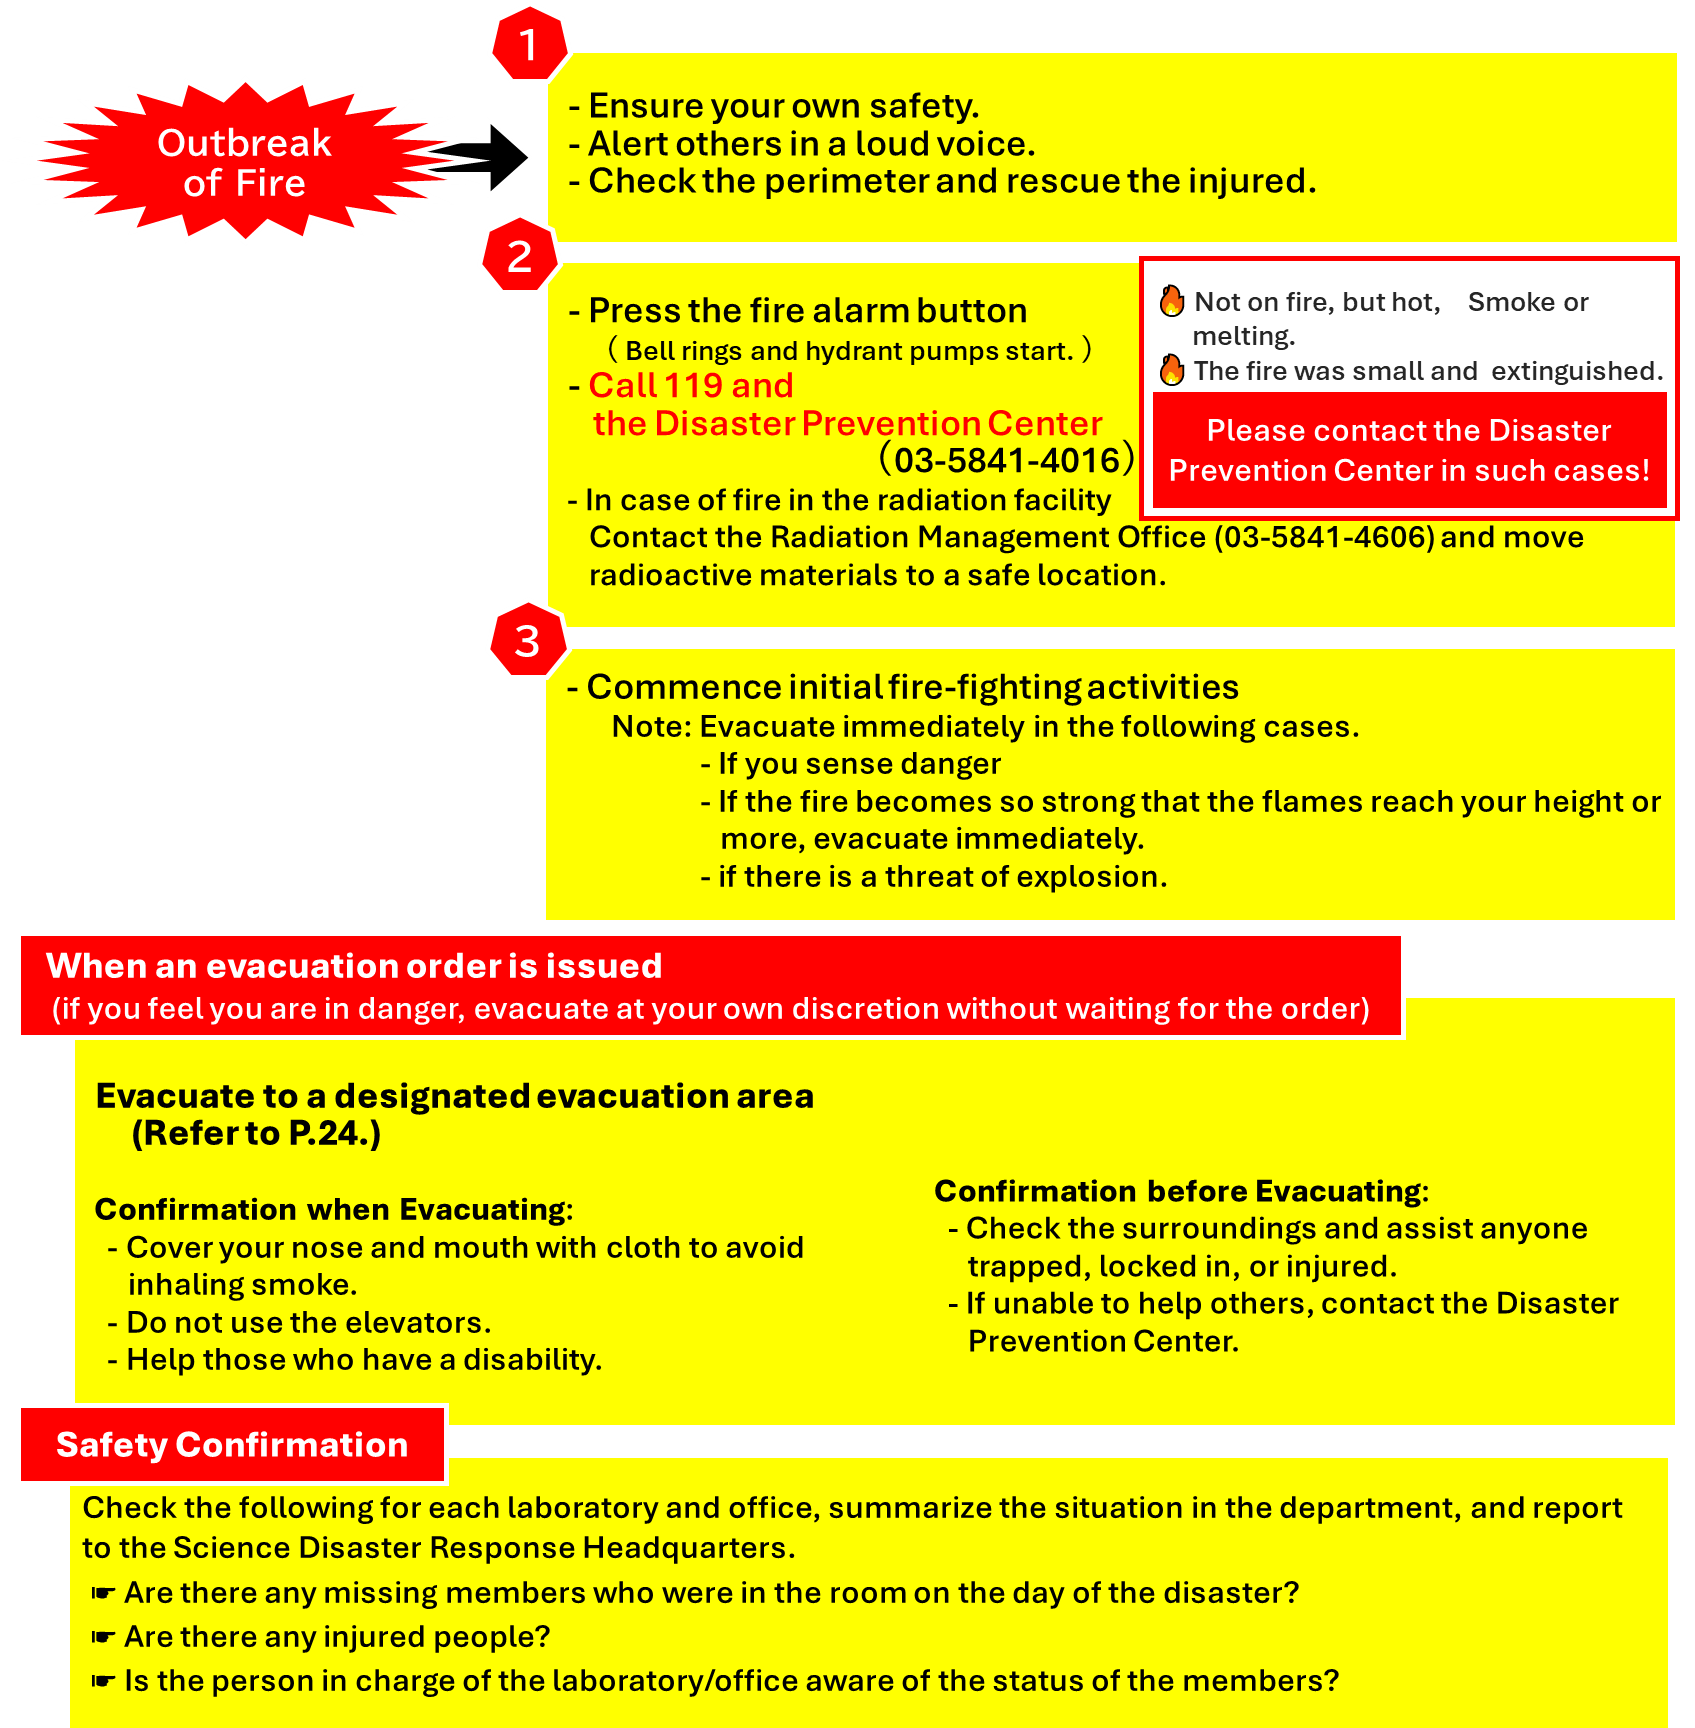 1
Outbreak
of Fire
- Ensure your own safety.
- Alert others in a loud voice.
- Check the perimeter and rescue the injured.
2
- Press the fire alarm button
（ Bell rings and hydrant pumps start. ）
- Call 119 and
the Disaster Prevention Center
（03-5841-4016）
Not on fire, but hot,　Smoke or
melting.
The fire was small and extinguished.
Please contact the Disaster
Prevention Center in such cases!
- In case of fire in the radiation facility
Contact the Radiation Management Office (03-5841-4606) and move
radioactive materials to a safe location.
3
- Commence initial fire-fighting activities
Note: Evacuate immediately in the following cases.
- If you sense danger
- If the fire becomes so strong that the flames reach your height or
more, evacuate immediately.
- if there is a threat of explosion.
When an evacuation order is issued
(if you feel you are in danger, evacuate at your own discretion without waiting for the order)
Evacuate to a designated evacuation area
(Refer to P.24.)
Confirmation when Evacuating:
- Cover your nose and mouth with cloth to avoid
inhaling smoke.
- Do not use the elevators.
- Help those who have a disability.
Confirmation before Evacuating:
- Check the surroundings and assist anyone
trapped, locked in, or injured.
- If unable to help others, contact the Disaster
Prevention Center.
Safety Confirmation
Check the following for each laboratory and office, summarize the situation in the department, and report
to the Science Disaster Response Headquarters.
☛ Are there any missing members who were in the room on the day of the disaster?
☛ Are there any injured people?
☛ Is the person in charge of the laboratory/office aware of the status of the members?